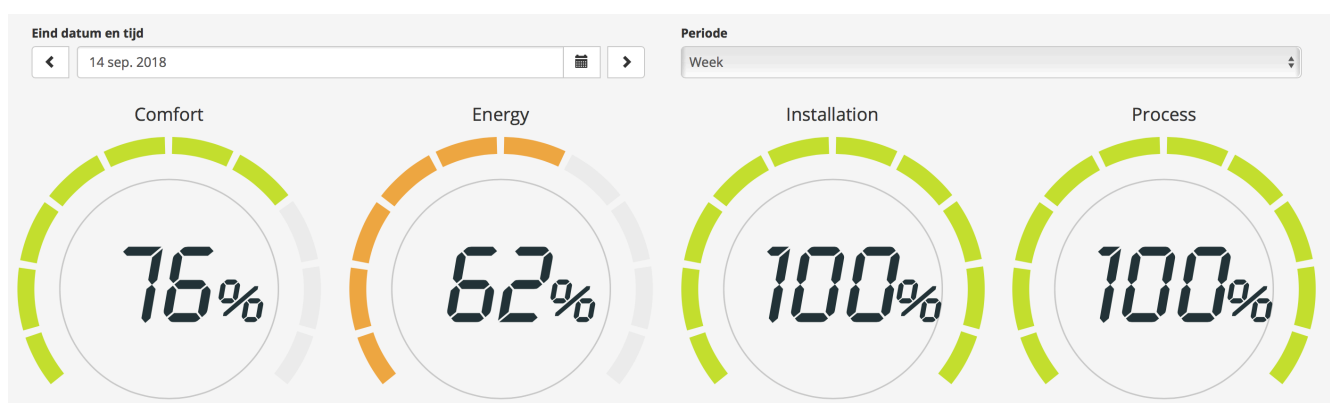 Eind datum en tijd
Periode
14 sep. 2018
Week
Comfort
Energy
Installation
Process
76%
62%
100%
100%